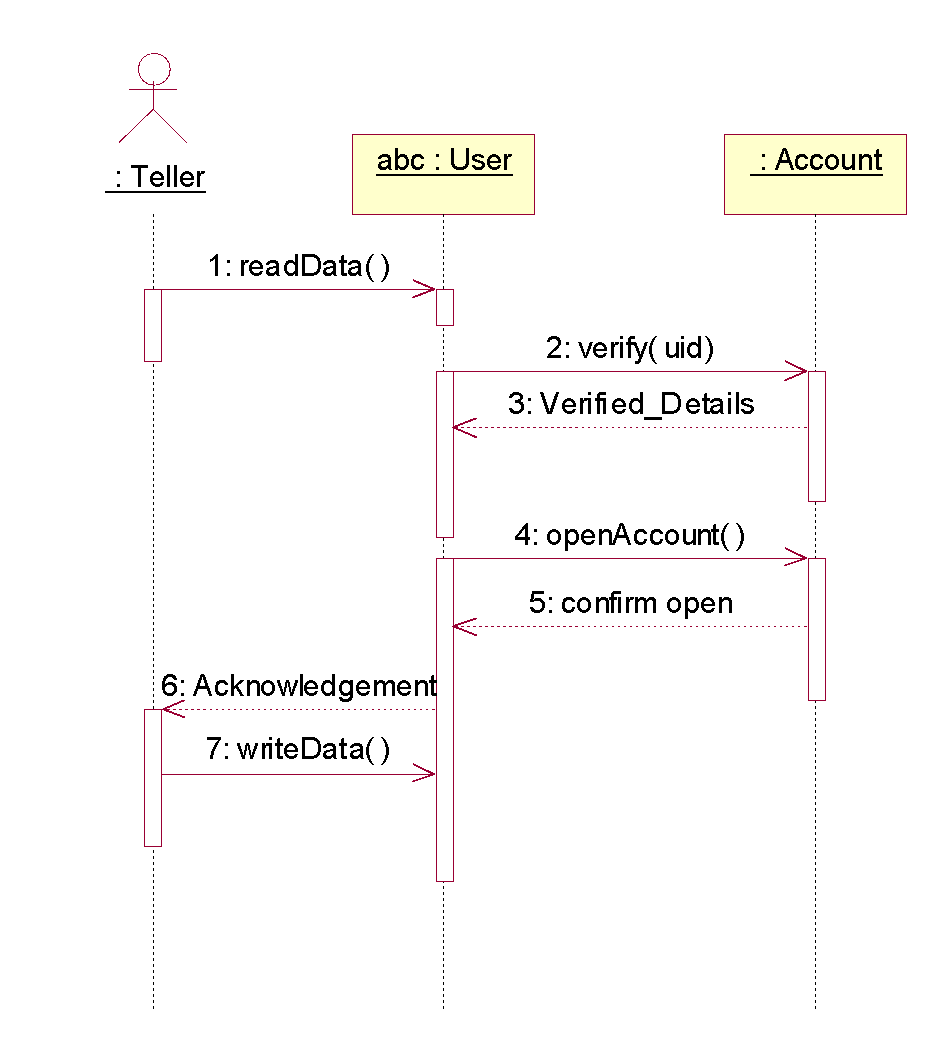 : Teller
abc : User
: Account
1: readData( )
2: verify( uid)
3: Verified_Details
4: openAccount( )
5: confirm open
6: Acknowledgement
7: writeData( )